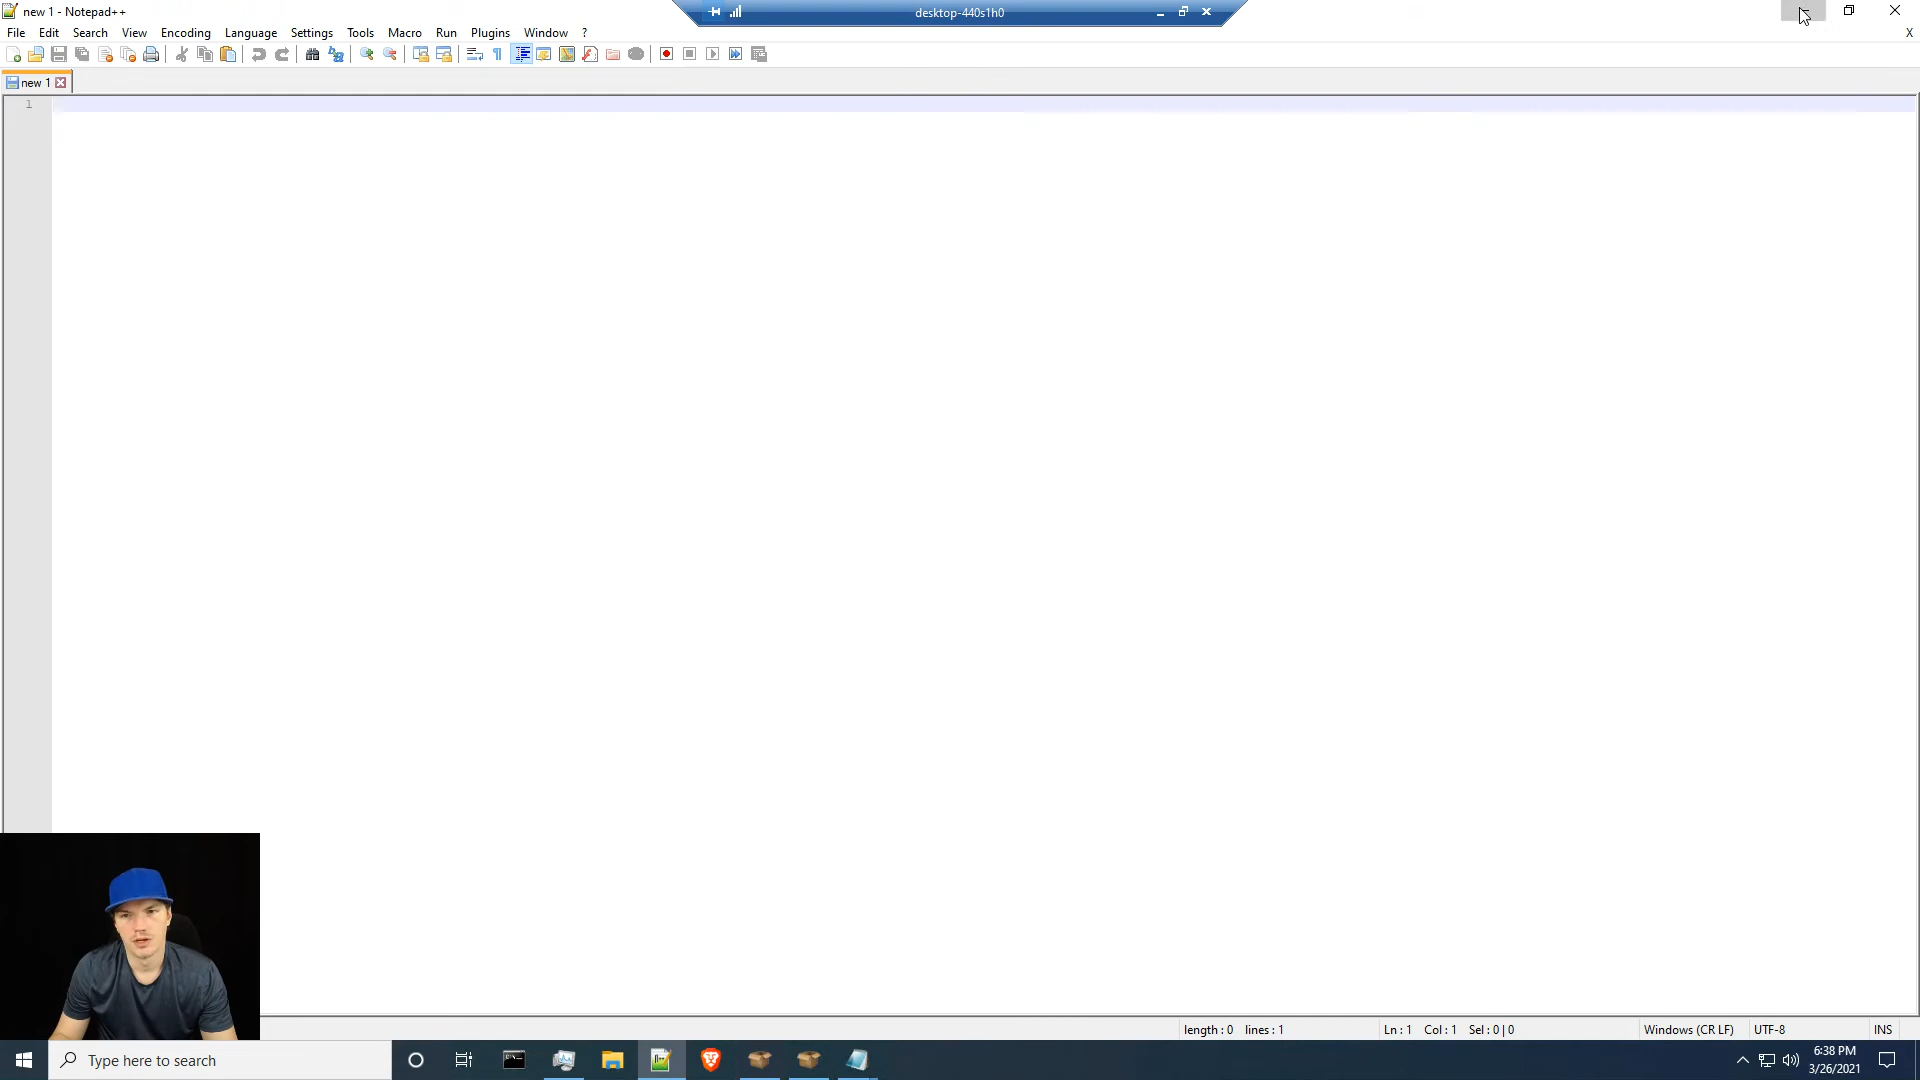 new 1 - Notepad++
desktop-440s1h0
File Edit Search View Encoding Language Settings Tools Macro Run Plugins Window ?
X
new 1
1
length : 0 lines : 1
Ln : 1 Col : 1 Sel : 0 | 0
Windows (CR LF)
UTF-8
INS
Type here to search
6:38 PM
3/26/2021